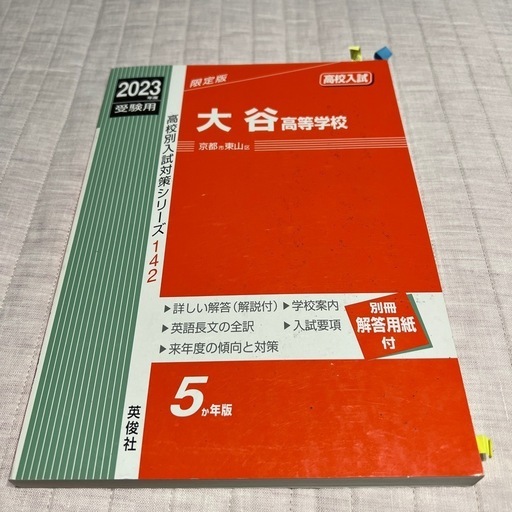 2023年度
受験用
限定版
高校入試
大谷高等学校
京都市東山区
高校別入試対策シリーズ142
▶詳しい解答(解説付)
▶学校案内
▶英語長文の全訳
▶入試要項
▶来年度の傾向と対策
別冊
解答用紙
付
5か年版
英俊社